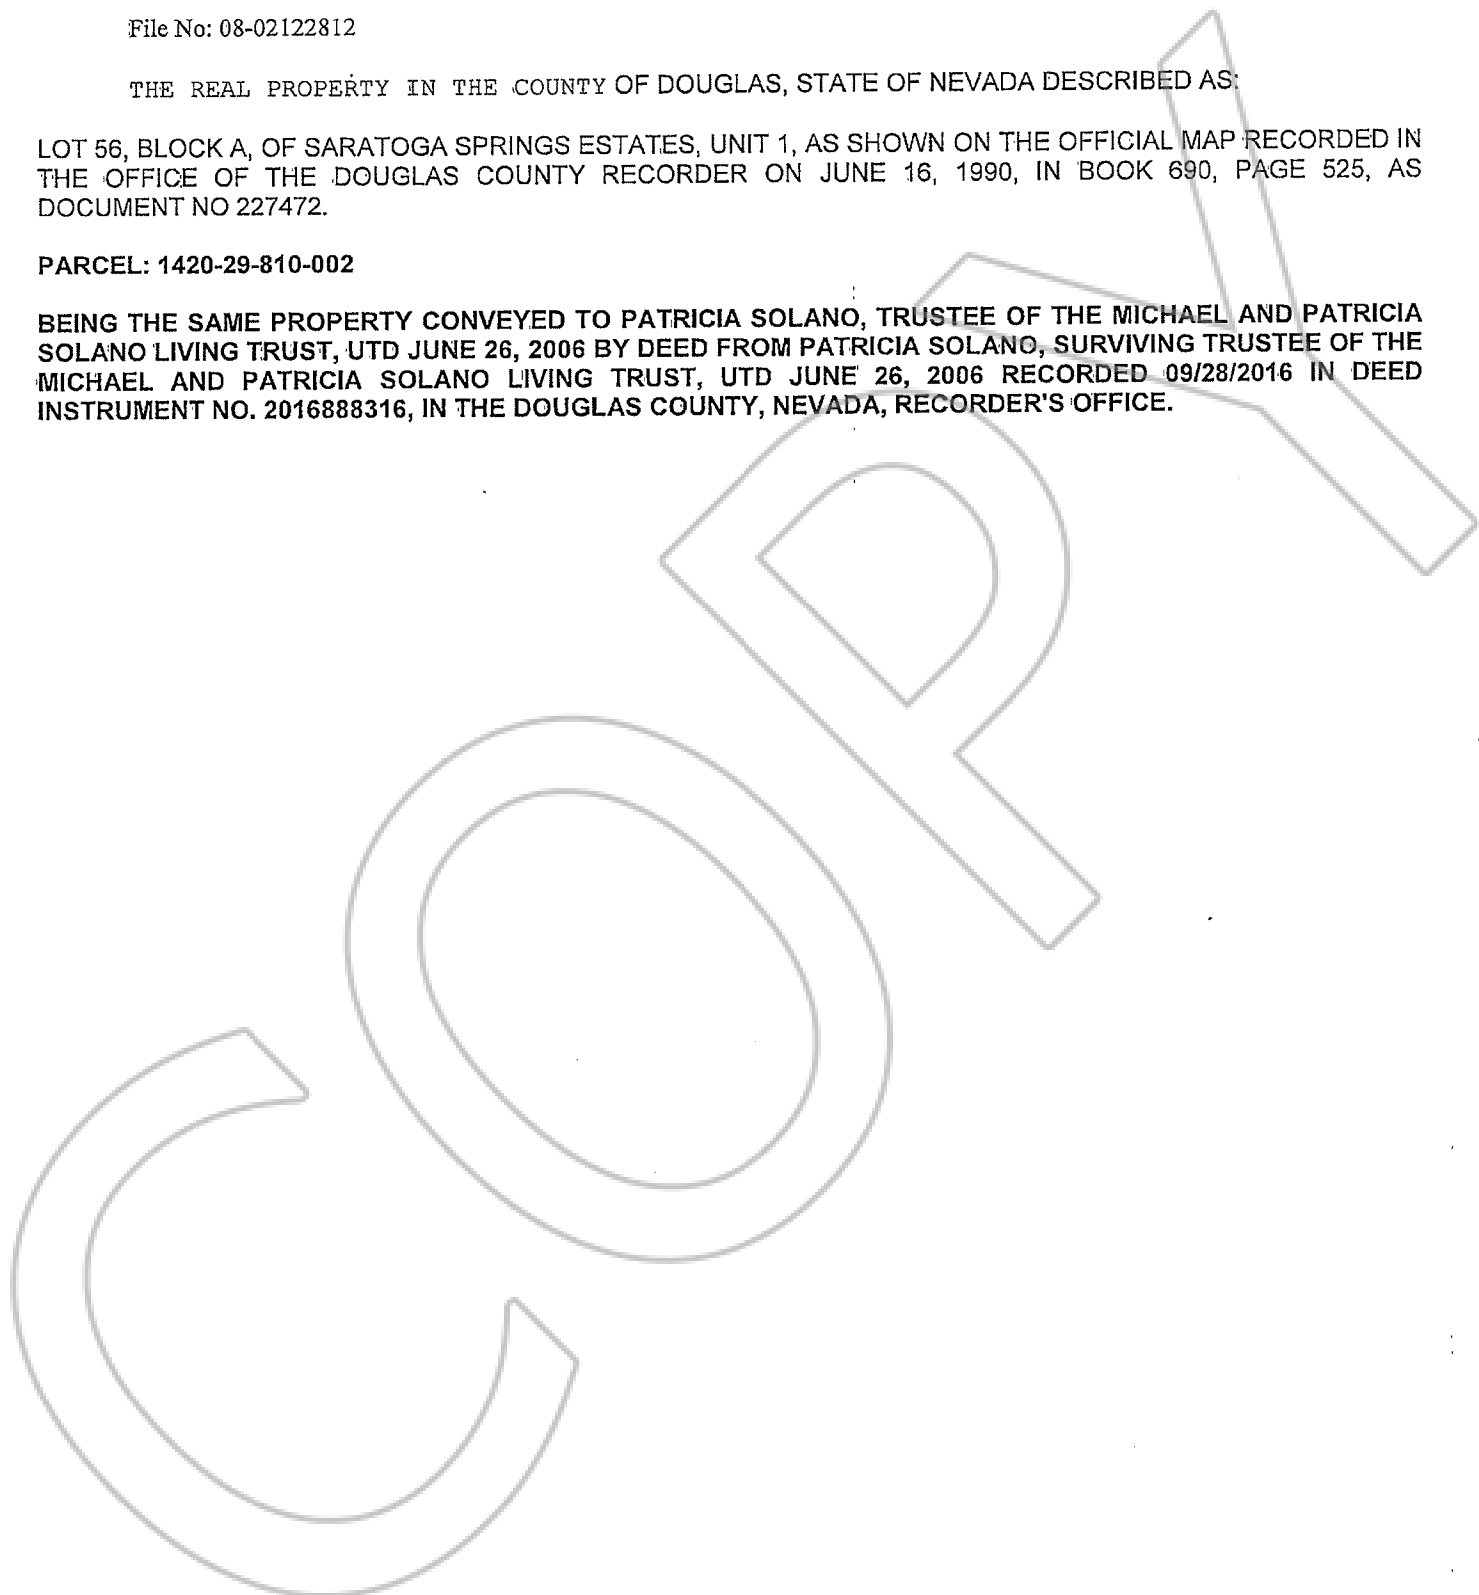 File No: 08-02122812
THE REAL PROPERTY IN THE COUNTY OF DOUGLAS, STATE OF NEVADA DESCRIBED AS:
LOT 56, BLOCK A, OF SARATOGA SPRINGS ESTATES, UNIT 1, AS SHOWN ON THE OFFICIAL MAP RECORDED IN
THE OFFICE OF THE DOUGLAS COUNTY RECORDER ON JUNE 16, 1990, IN BOOK 690, PAGE 525, AS
DOCUMENT NO 227472.
PARCEL: 1420-29-810-002
BEING THE SAME PROPERTY CONVEYED TO PATRICIA SOLANO, TRUSTEE OF THE MICHAEL AND PATRICIA
SOLANO LIVING TRUST, UTD JUNE 26, 2006 BY DEED FROM PATRICIA SOLANO, SURVIVING TRUSTEE OF THE
MICHAEL AND PATRICIA SOLANO LIVING TRUST, UTD JUNE 26, 2006 RECORDED 09/28/2016 IN DEED
INSTRUMENT NO. 2016888316, IN THE DOUGLAS COUNTY, NEVADA, RECORDER'S OFFICE.
COPY